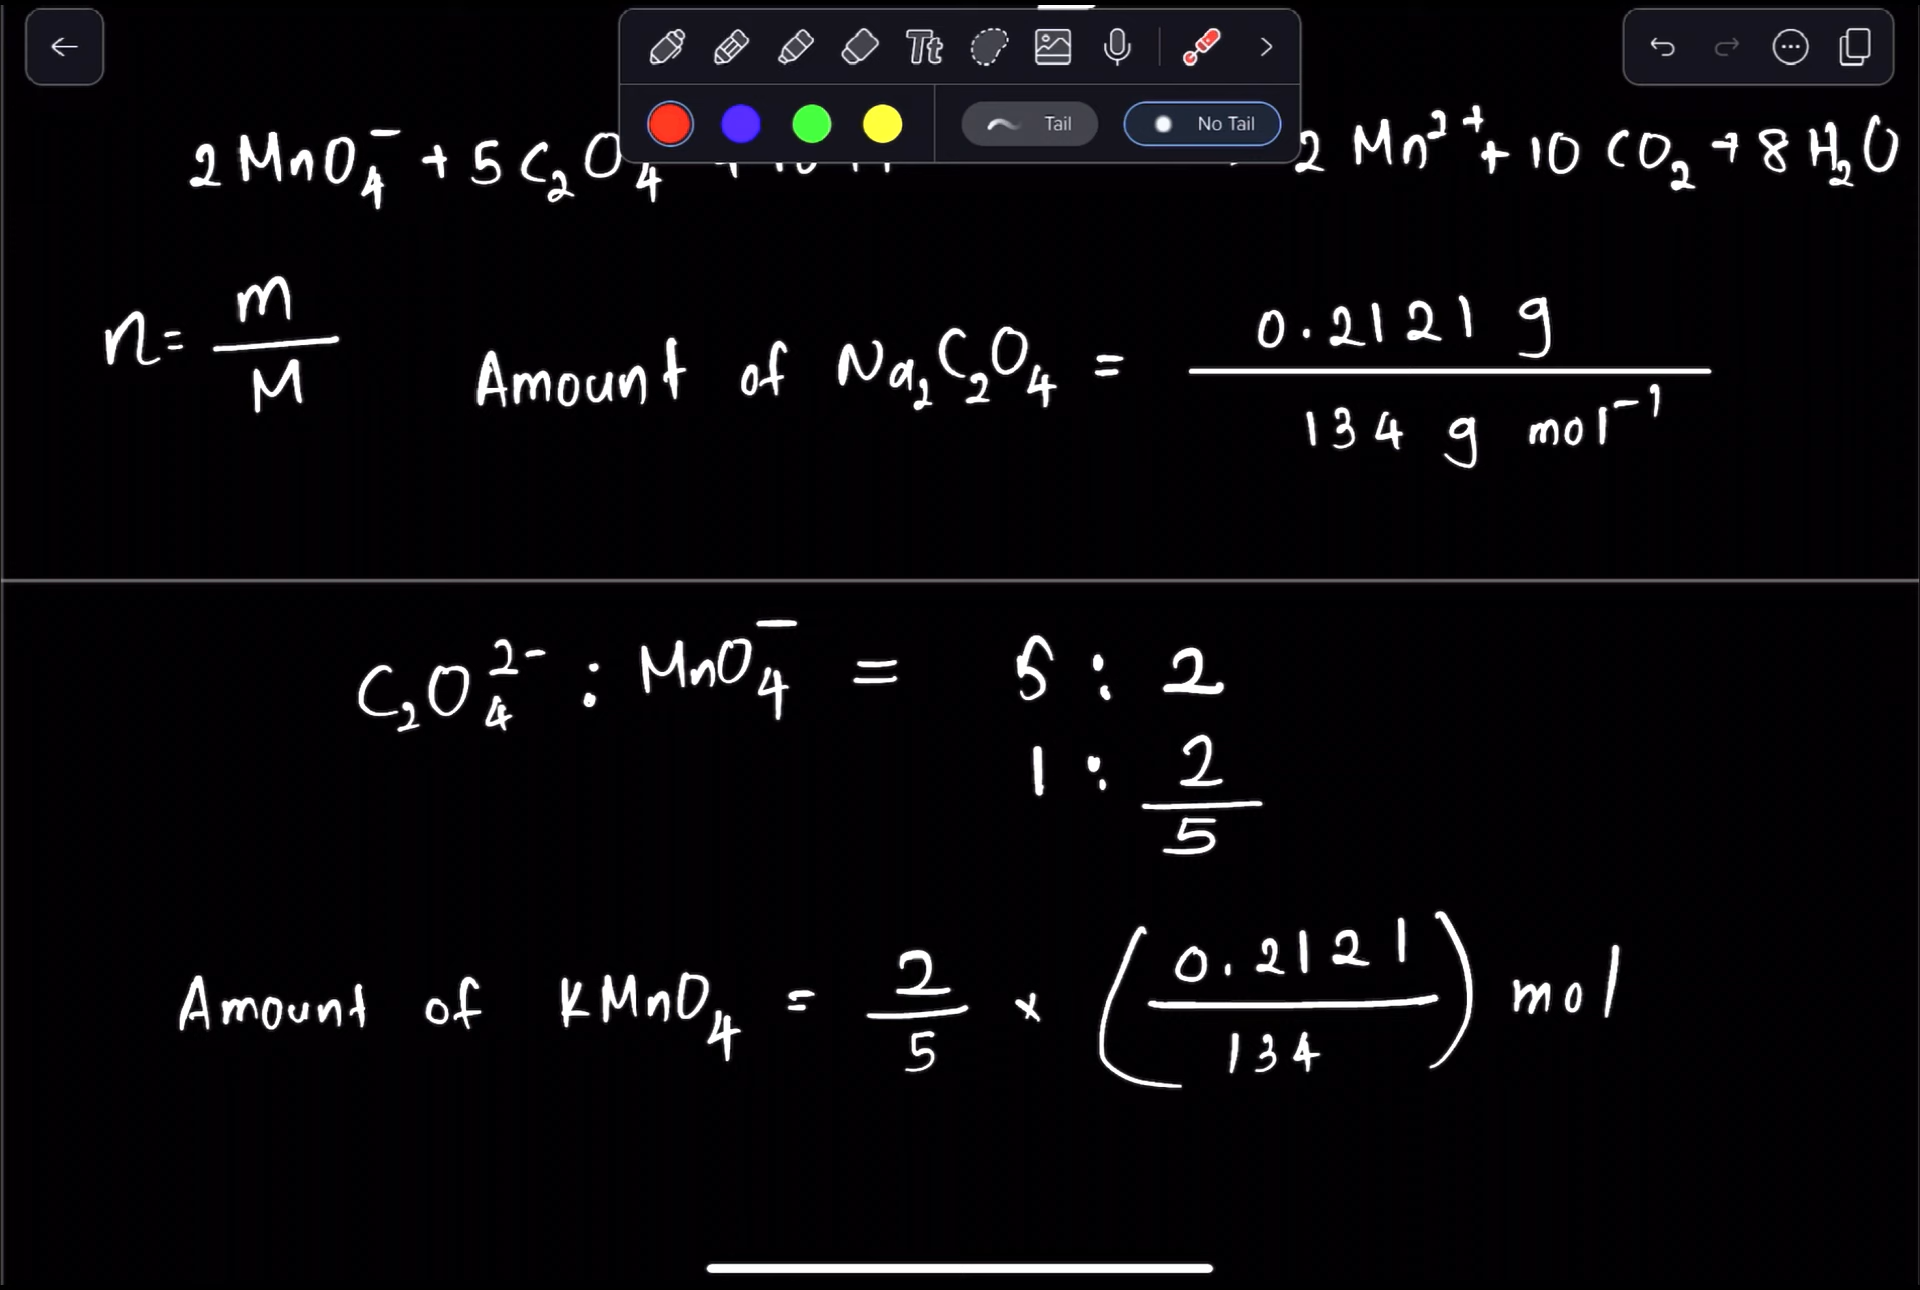 Tt
Tail No Tail
2 MnO₄⁻ + 5 C₂O₄ 2 Mn²⁺ + 10 CO₂ + 8 H₂O
n = m/M Amount of Na₂C₂O₄ = 0.2121 g / 134 g mol⁻¹
C₂O₄²⁻ : MnO₄⁻ = 5 : 2
1 : 2/5
Amount of KMnO₄ = 2/5 × (0.2121/134) mol